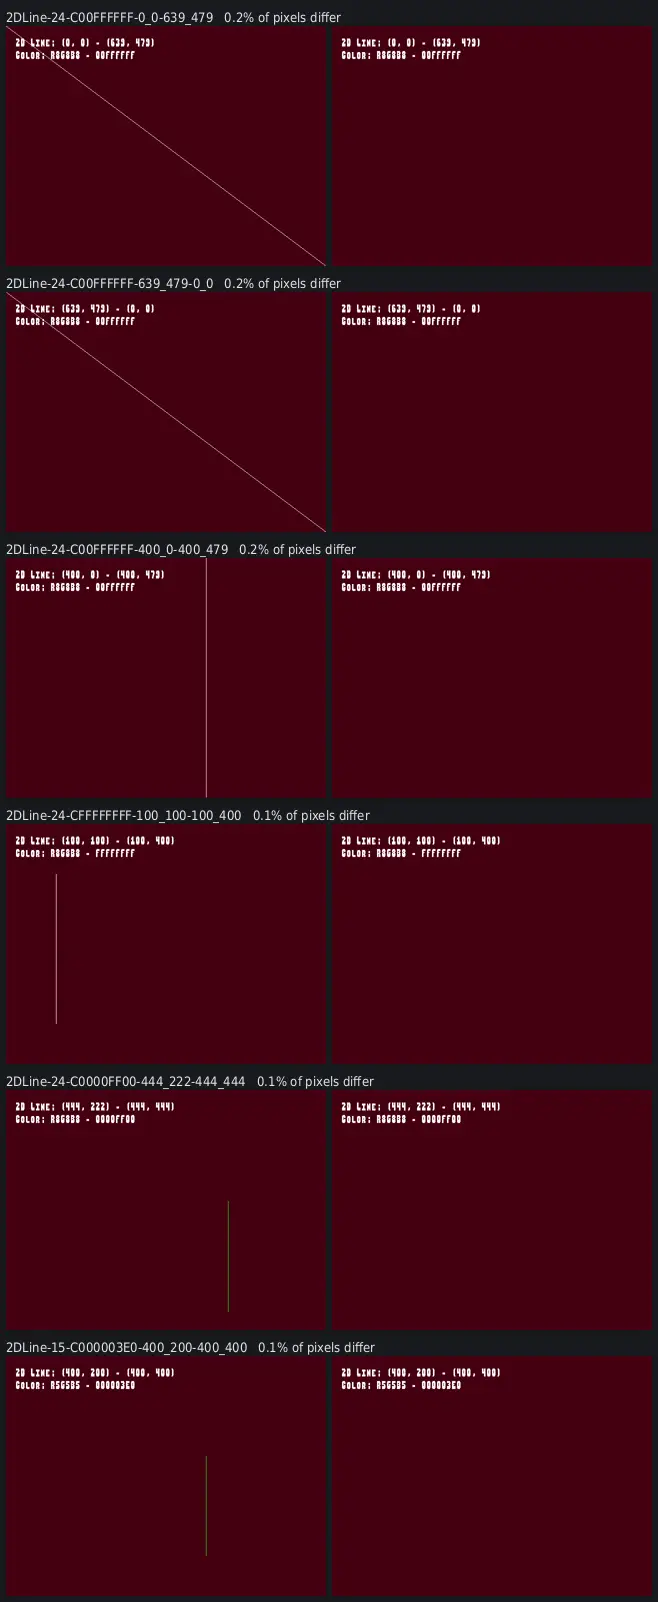 2DLine-24-C00FFFFFF-0_0-639_479   0.2% of pixels differ
2D Line: (0, 0) - (639, 479)
Color: R8G8B8 - 00FFFFFF
2D Line: (0, 0) - (639, 479)
Color: R8G8B8 - 00FFFFFF
2DLine-24-C00FFFFFF-639_479-0_0   0.2% of pixels differ
2D Line: (639, 479) - (0, 0)
Color: R8G8B8 - 00FFFFFF
2D Line: (639, 479) - (0, 0)
Color: R8G8B8 - 00FFFFFF
2DLine-24-C00FFFFFF-400_0-400_479   0.2% of pixels differ
2D Line: (400, 0) - (400, 479)
Color: R8G8B8 - 00FFFFFF
2D Line: (400, 0) - (400, 479)
Color: R8G8B8 - 00FFFFFF
2DLine-24-CFFFFFFFF-100_100-100_400   0.1% of pixels differ
2D Line: (100, 100) - (100, 400)
Color: R8G8B8 - FFFFFFFF
2D Line: (100, 100) - (100, 400)
Color: R8G8B8 - FFFFFFFF
2DLine-24-C0000FF00-444_222-444_444   0.1% of pixels differ
2D Line: (444, 222) - (444, 444)
Color: R8G8B8 - 0000FF00
2D Line: (444, 222) - (444, 444)
Color: R8G8B8 - 0000FF00
2DLine-15-C000003E0-400_200-400_400   0.1% of pixels differ
2D Line: (400, 200) - (400, 400)
Color: R5G5B5 - 000003E0
2D Line: (400, 200) - (400, 400)
Color: R5G5B5 - 000003E0